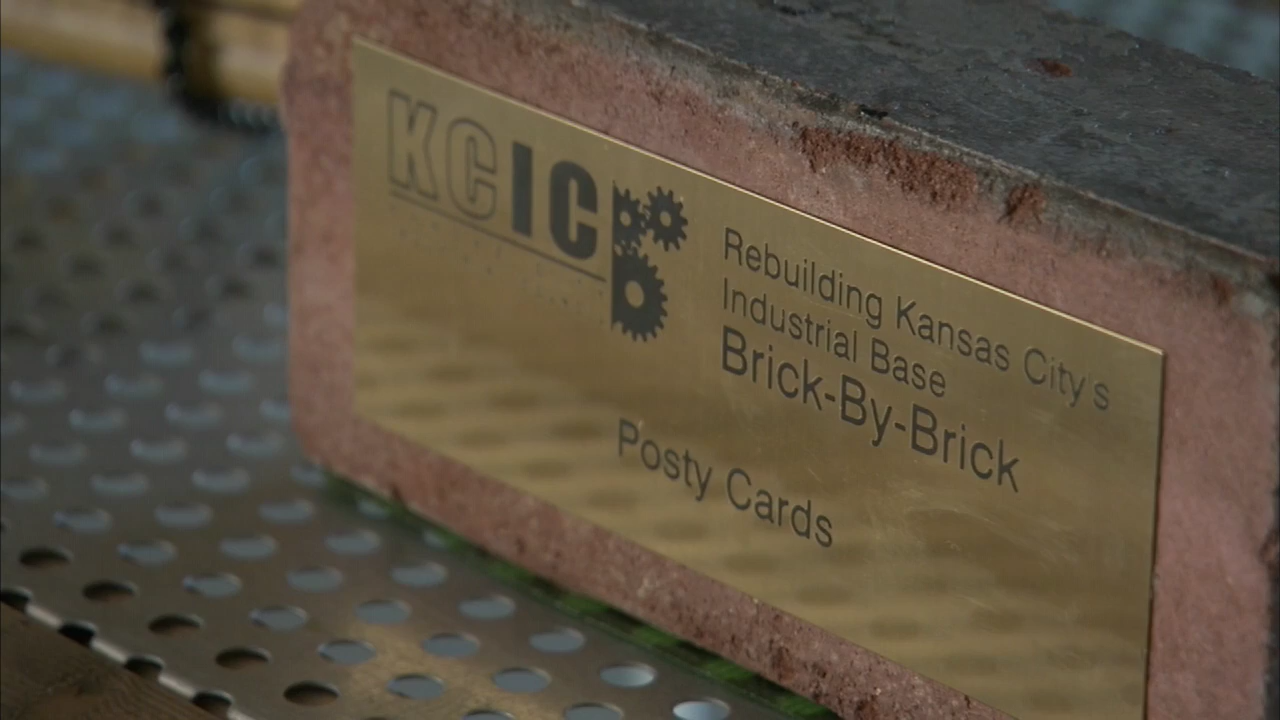 KCIC
Rebuilding Kansas City's
Industrial Base
Brick-By-Brick
Posty Cards